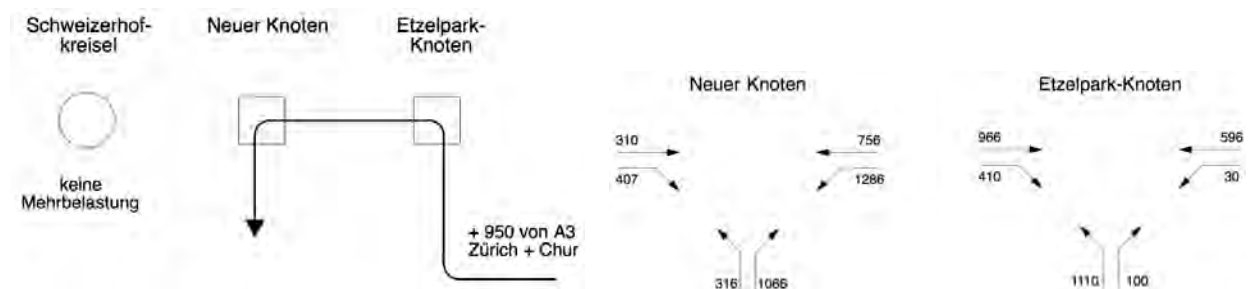 Schweizerhof-
kreisel
Neuer Knoten
Etzelpark-
Knoten
keine
Mehrbelastung
+ 950 von A3
Zürich + Chur
Neuer Knoten
310
756
407
1286
316
1066
Etzelpark-Knoten
966
596
410
30
1110
100